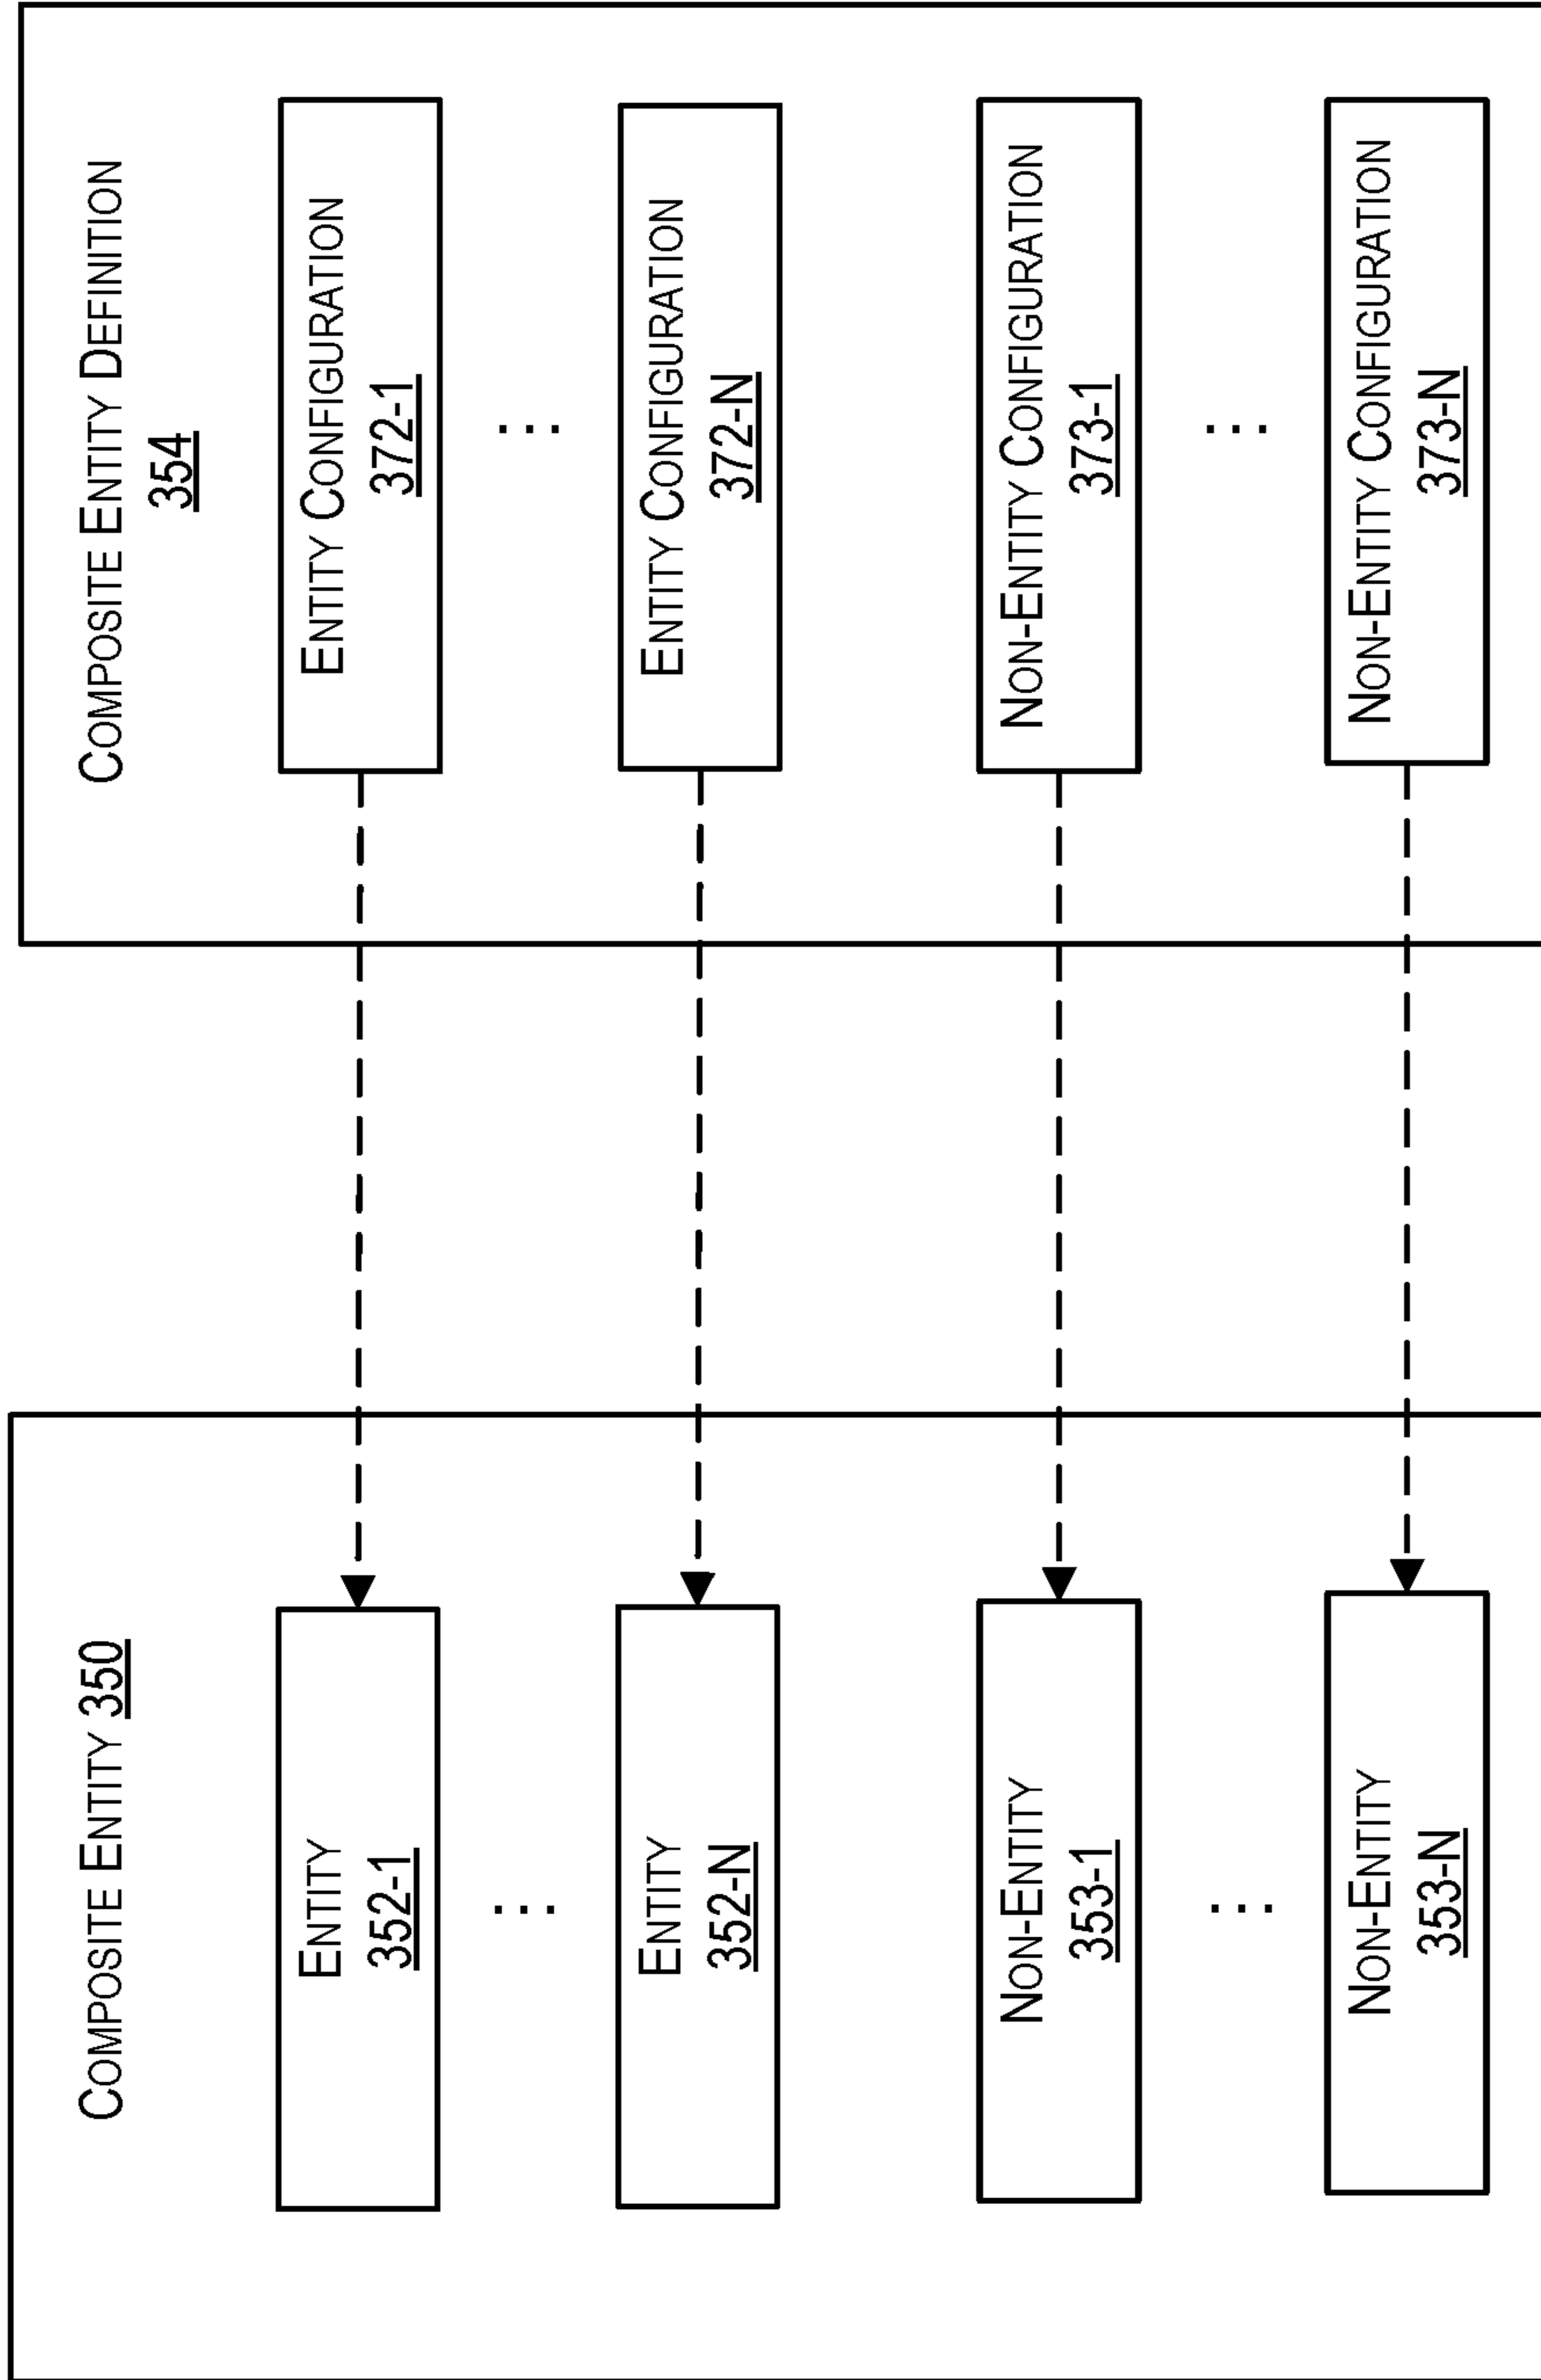 COMPOSITE ENTITY 350
ENTITY
352-1
...
ENTITY
352-N
NON-ENTITY
353-1
...
NON-ENTITY
353-N
COMPOSITE ENTITY DEFINITION
354
ENTITY CONFIGURATION
372-1
...
ENTITY CONFIGURATION
372-N
NON-ENTITY CONFIGURATION
373-1
...
NON-ENTITY CONFIGURATION
373-N